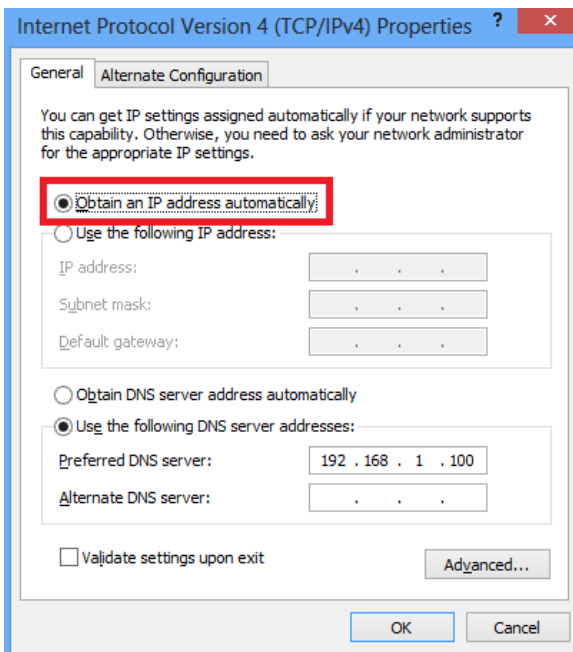 Internet Protocol Version 4 (TCP/IPv4) Properties ? ×
General Alternate Configuration
You can get IP settings assigned automatically if your network supports
this capability. Otherwise, you need to ask your network administrator
for the appropriate IP settings.
Obtain an IP address automatically
Use the following IP address:
IP address: . . .
Subnet mask: . . .
Default gateway: . . .
Obtain DNS server address automatically
Use the following DNS server addresses:
Preferred DNS server: 192 . 168 . 1 . 100
Alternate DNS server: . . .
Validate settings upon exit
Advanced...
OK Cancel